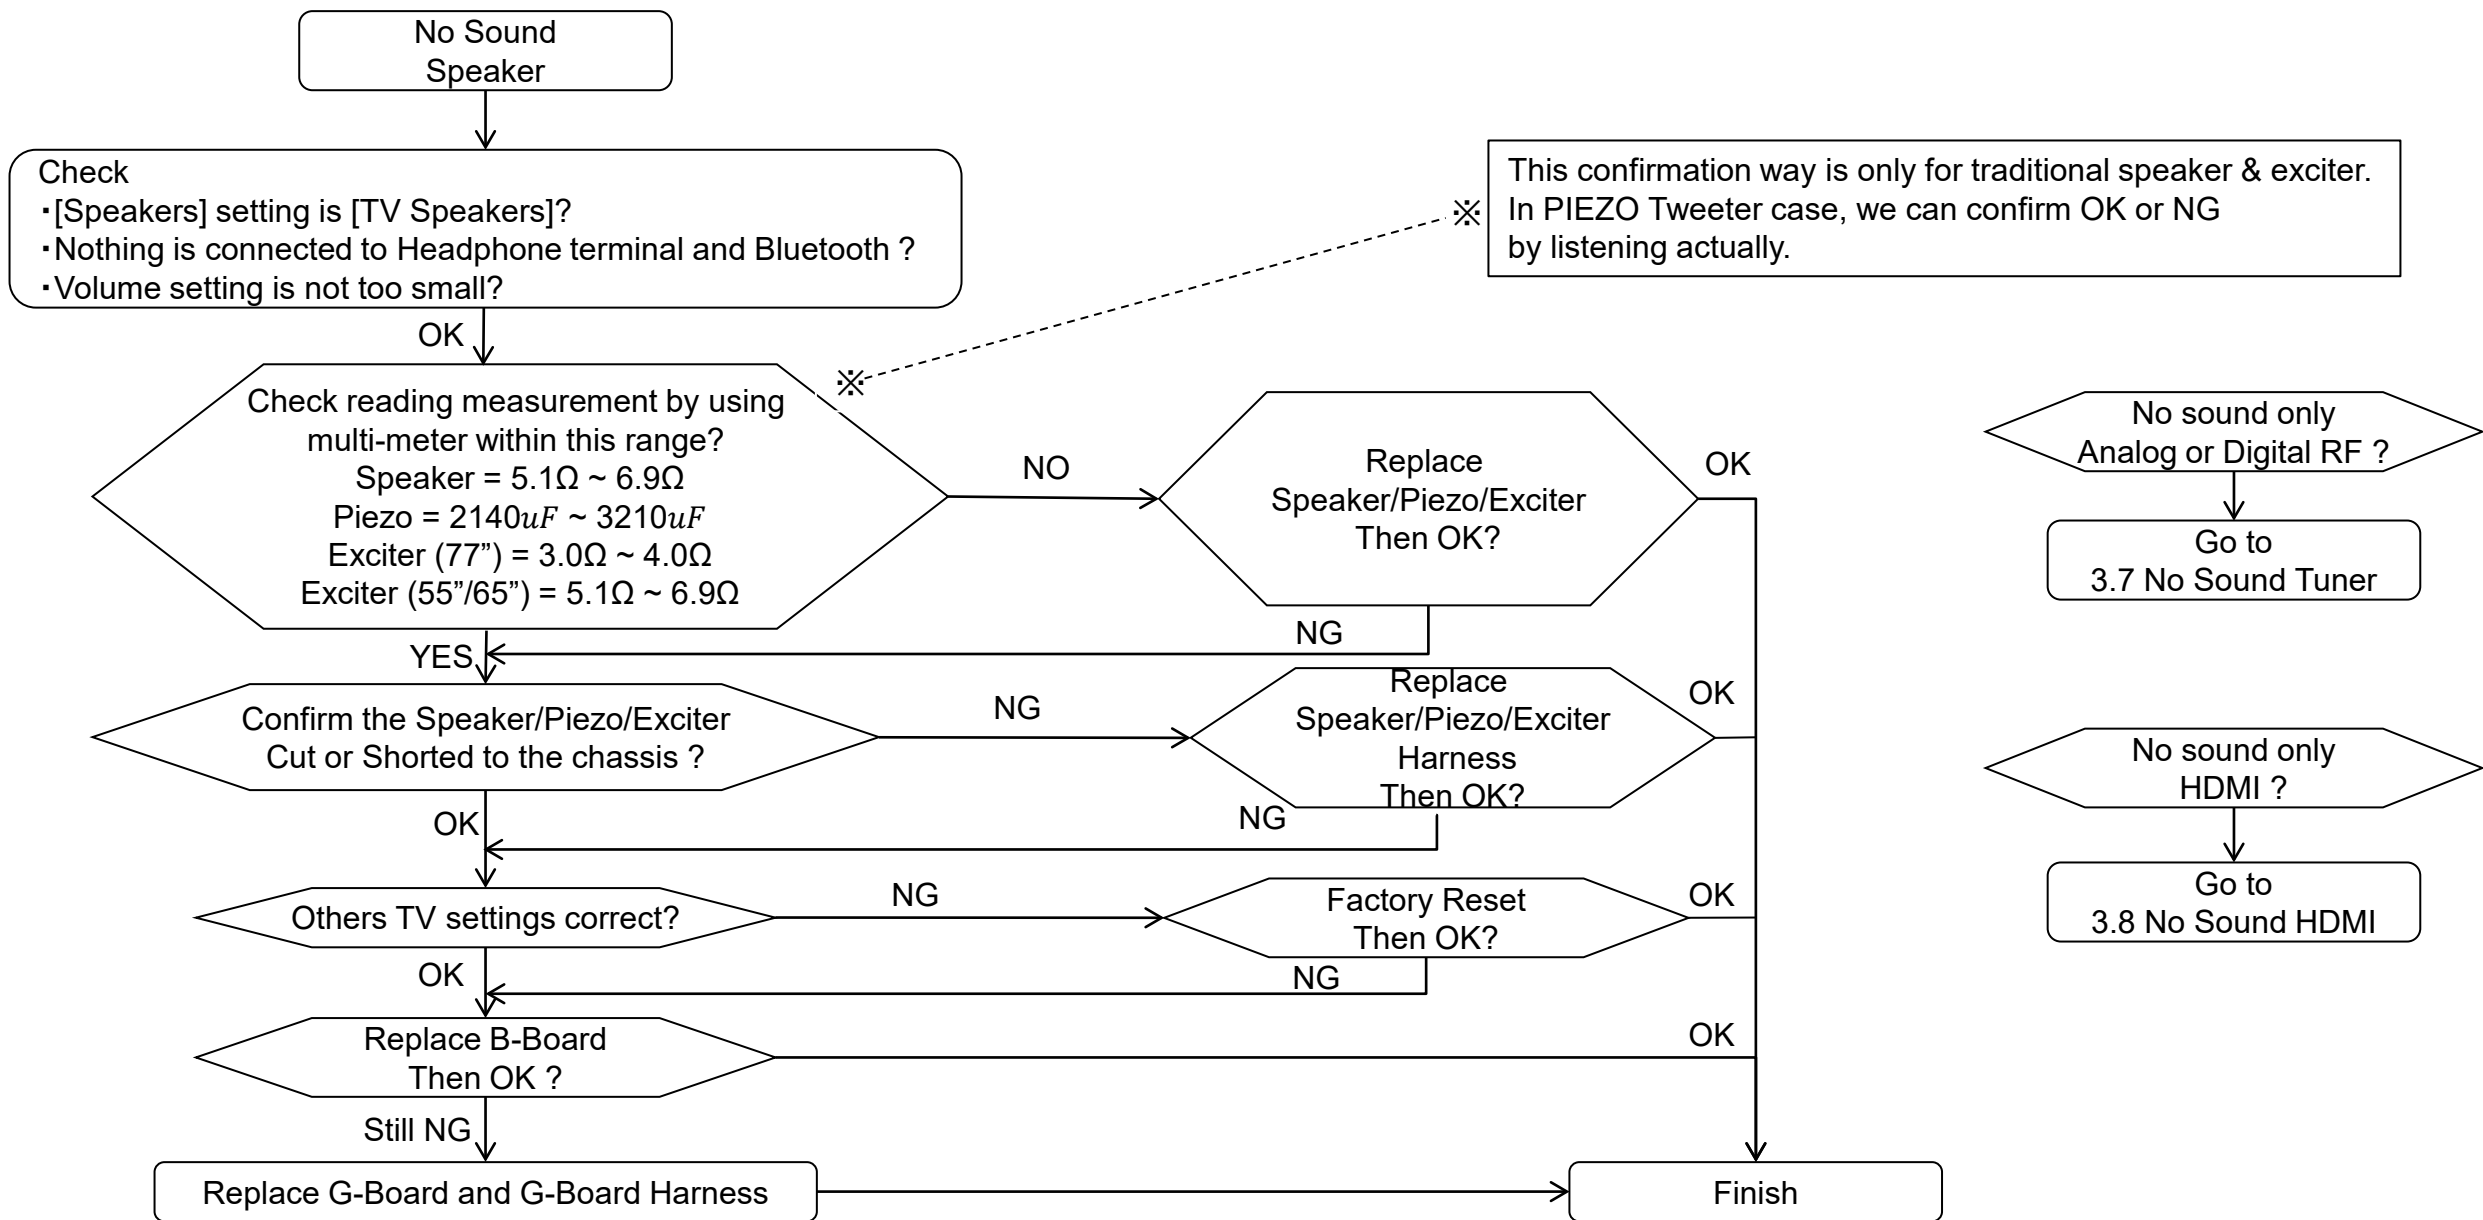 No Sound
Speaker
Check
・[Speakers] setting is [TV Speakers]?
・Nothing is connected to Headphone terminal and Bluetooth ?
・Volume setting is not too small?
※
This confirmation way is only for traditional speaker & exciter.
In PIEZO Tweeter case, we can confirm OK or NG
by listening actually.
OK
※
Check reading measurement by using
multi-meter within this range?
Speaker = 5.1Ω ~ 6.9Ω
Piezo = 2140uF ~ 3210uF
Exciter (77”) = 3.0Ω ~ 4.0Ω
Exciter (55”/65”) = 5.1Ω ~ 6.9Ω
NO
Replace
Speaker/Piezo/Exciter
Then OK?
OK
NG
YES
Confirm the Speaker/Piezo/Exciter
Cut or Shorted to the chassis ?
NG
Replace
Speaker/Piezo/Exciter
Harness
Then OK?
OK
NG
OK
Others TV settings correct?
NG
Factory Reset
Then OK?
OK
NG
OK
Replace B-Board
Then OK ?
OK
Still NG
Replace G-Board and G-Board Harness
Finish
No sound only
Analog or Digital RF ?
Go to
3.7 No Sound Tuner
No sound only
HDMI ?
Go to
3.8 No Sound HDMI